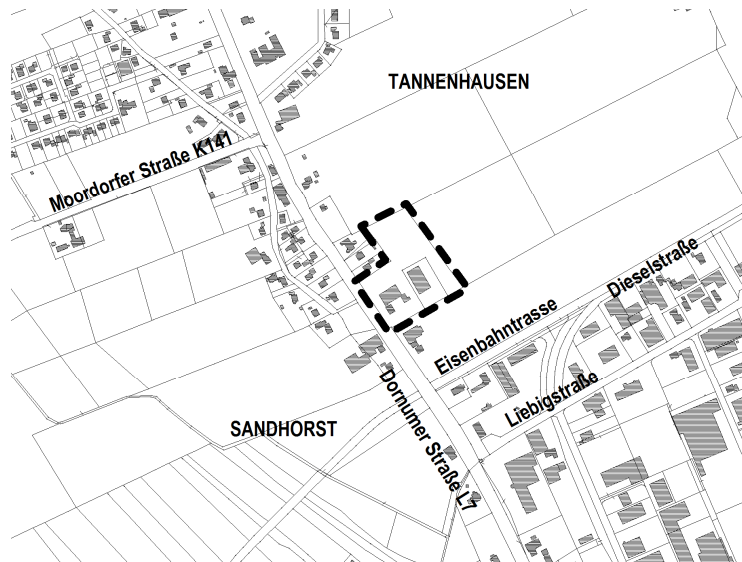 TANNENHAUSEN
Moordorfer Straße K141
Dieselstraße
Eisenbahntrasse
Liebigstraße
SANDHORST
Dornumer Straße L7